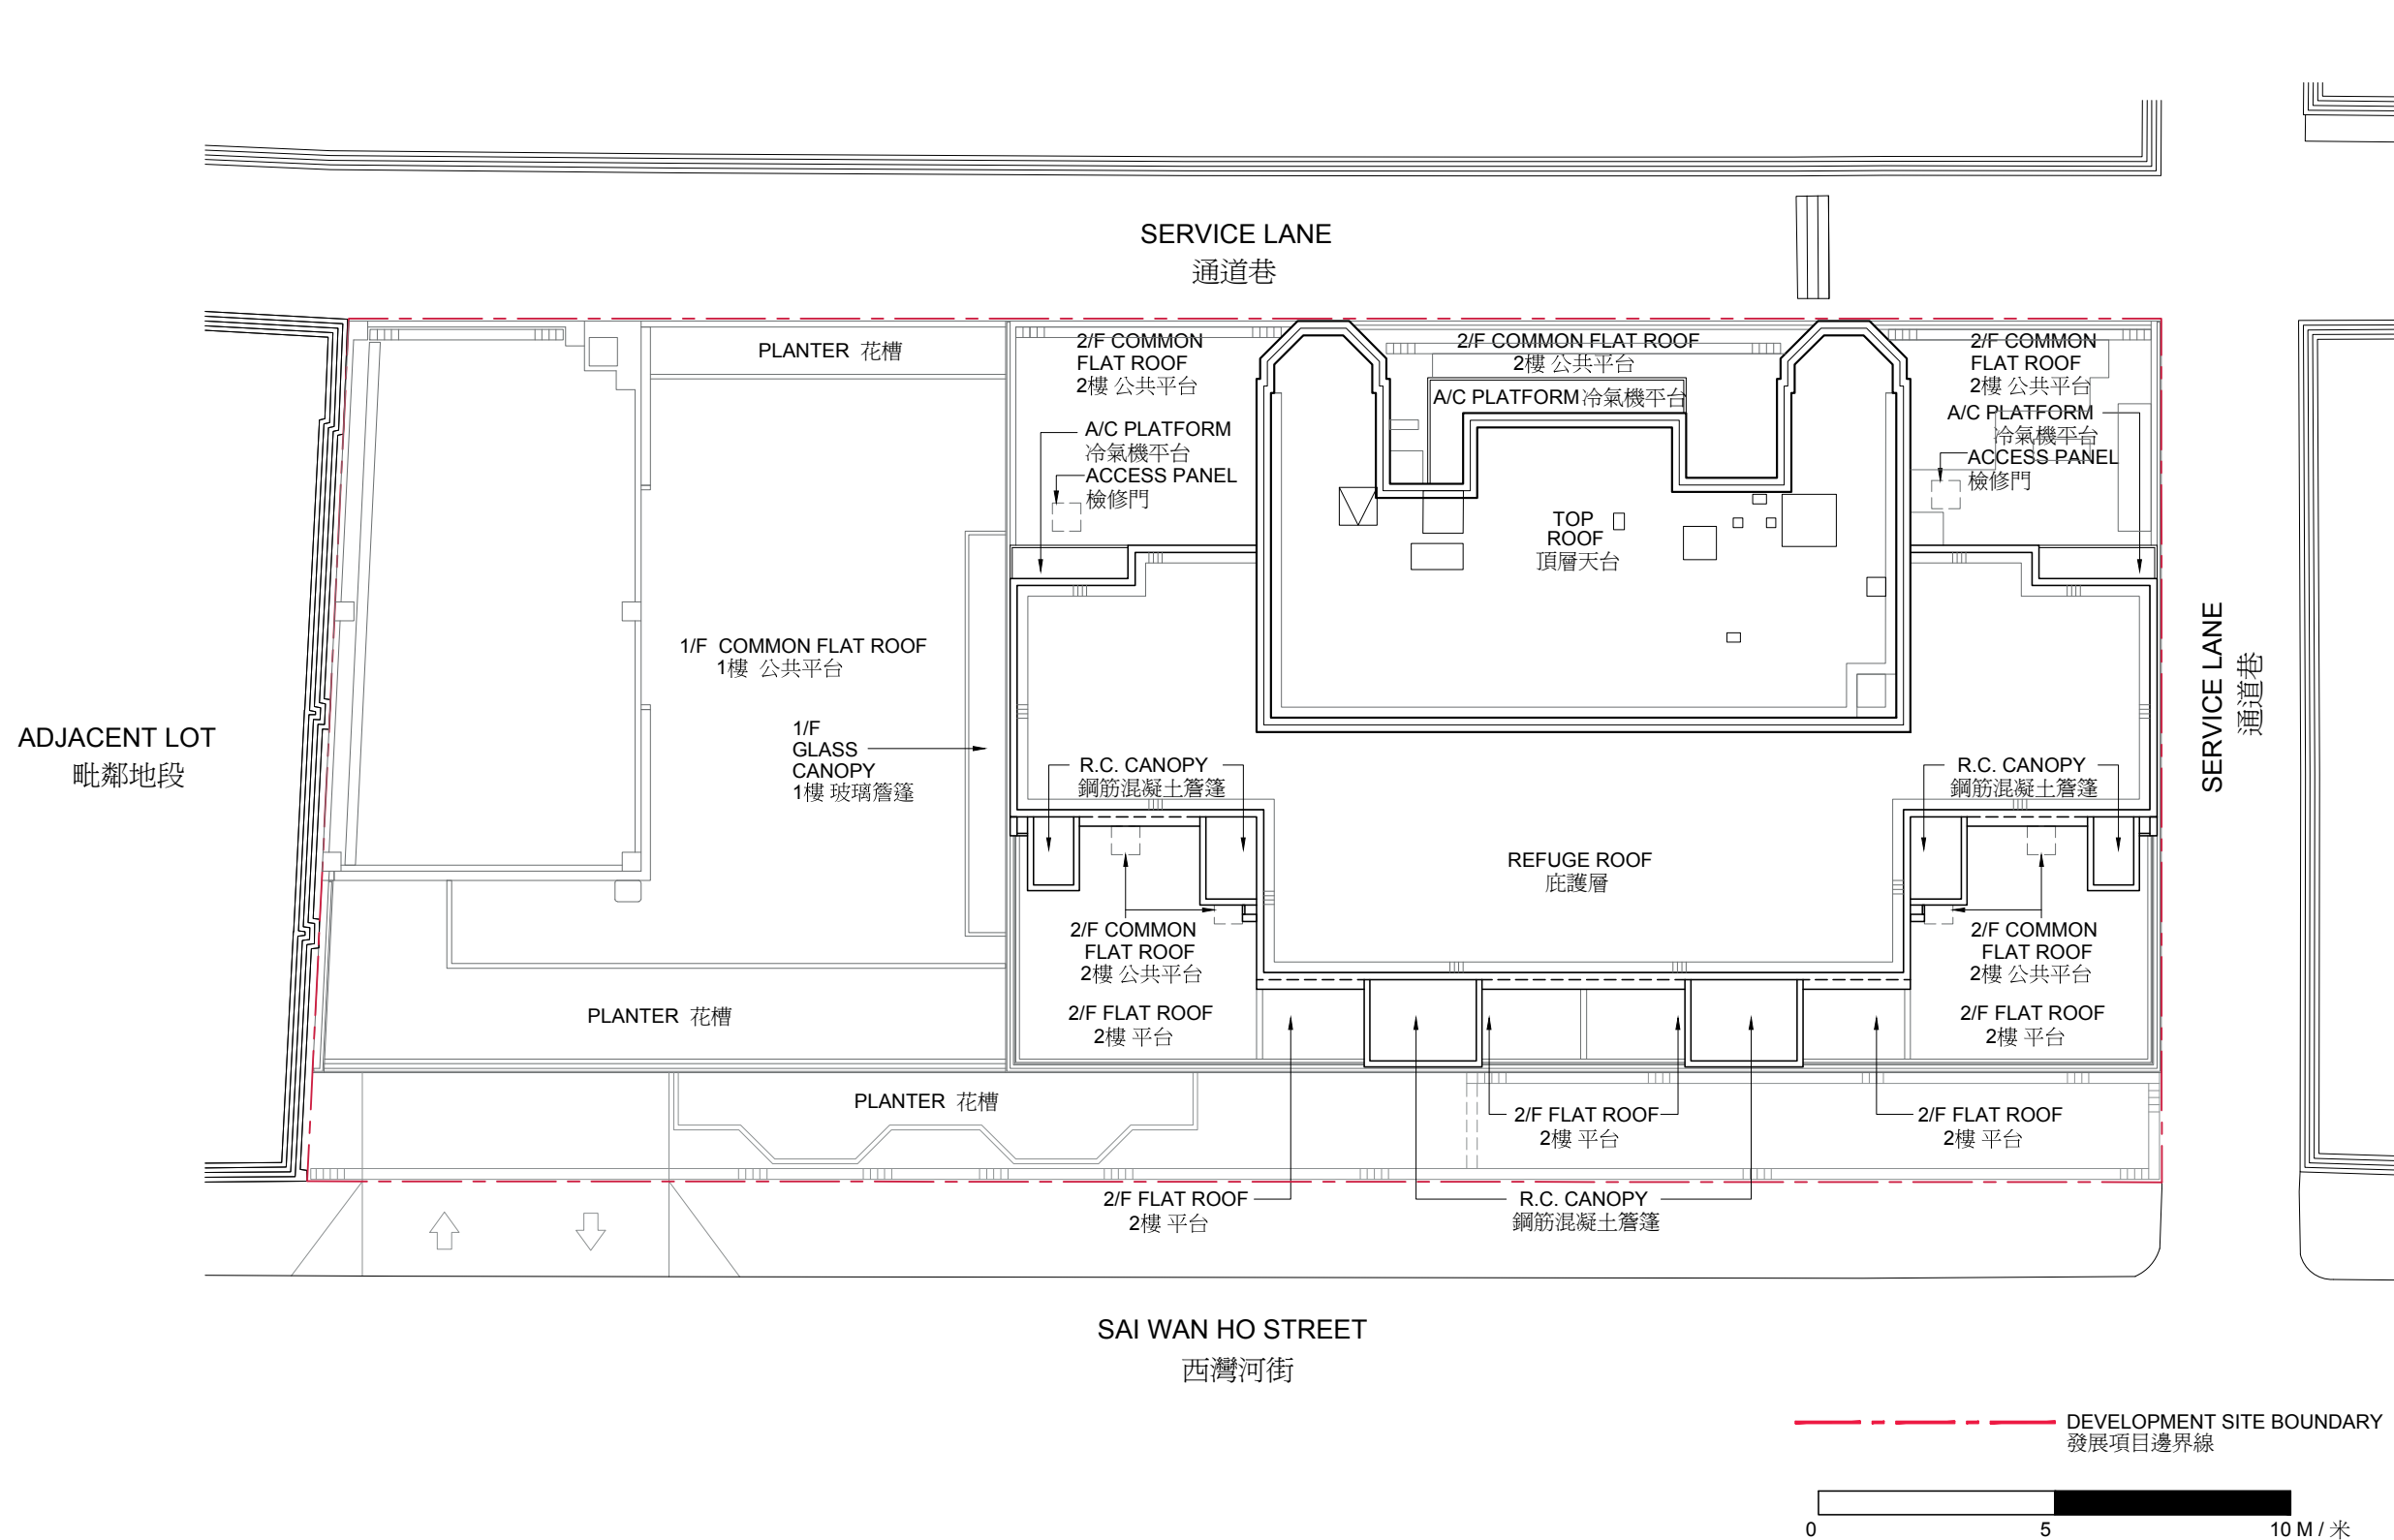 SERVICE LANE
通道巷
PLANTER 花槽
2/F COMMON
FLAT ROOF
2樓 公共平台
2/F COMMON FLAT ROOF
2樓 公共平台
A/C PLATFORM 冷氣機平台
2/F COMMON
FLAT ROOF
2樓 公共平台
A/C PLATFORM
冷氣機平台
ACCESS PANEL
檢修門
A/C PLATFORM
冷氣機平台
ACCESS PANEL
檢修門
TOP
ROOF
頂層天台
1/F COMMON FLAT ROOF
1樓 公共平台
1/F
GLASS
CANOPY
1樓 玻璃簷篷
ADJACENT LOT
毗鄰地段
SERVICE LANE
通道巷
R.C. CANOPY
鋼筋混凝土簷篷
R.C. CANOPY
鋼筋混凝土簷篷
REFUGE ROOF
庇護層
2/F COMMON
FLAT ROOF
2樓 公共平台
2/F COMMON
FLAT ROOF
2樓 公共平台
PLANTER 花槽
2/F FLAT ROOF
2樓 平台
2/F FLAT ROOF
2樓 平台
PLANTER 花槽
2/F FLAT ROOF
2樓 平台
2/F FLAT ROOF
2樓 平台
2/F FLAT ROOF
2樓 平台
R.C. CANOPY
鋼筋混凝土簷篷
SAI WAN HO STREET
西灣河街
DEVELOPMENT SITE BOUNDARY
發展項目邊界線
0 5 10 M / 米